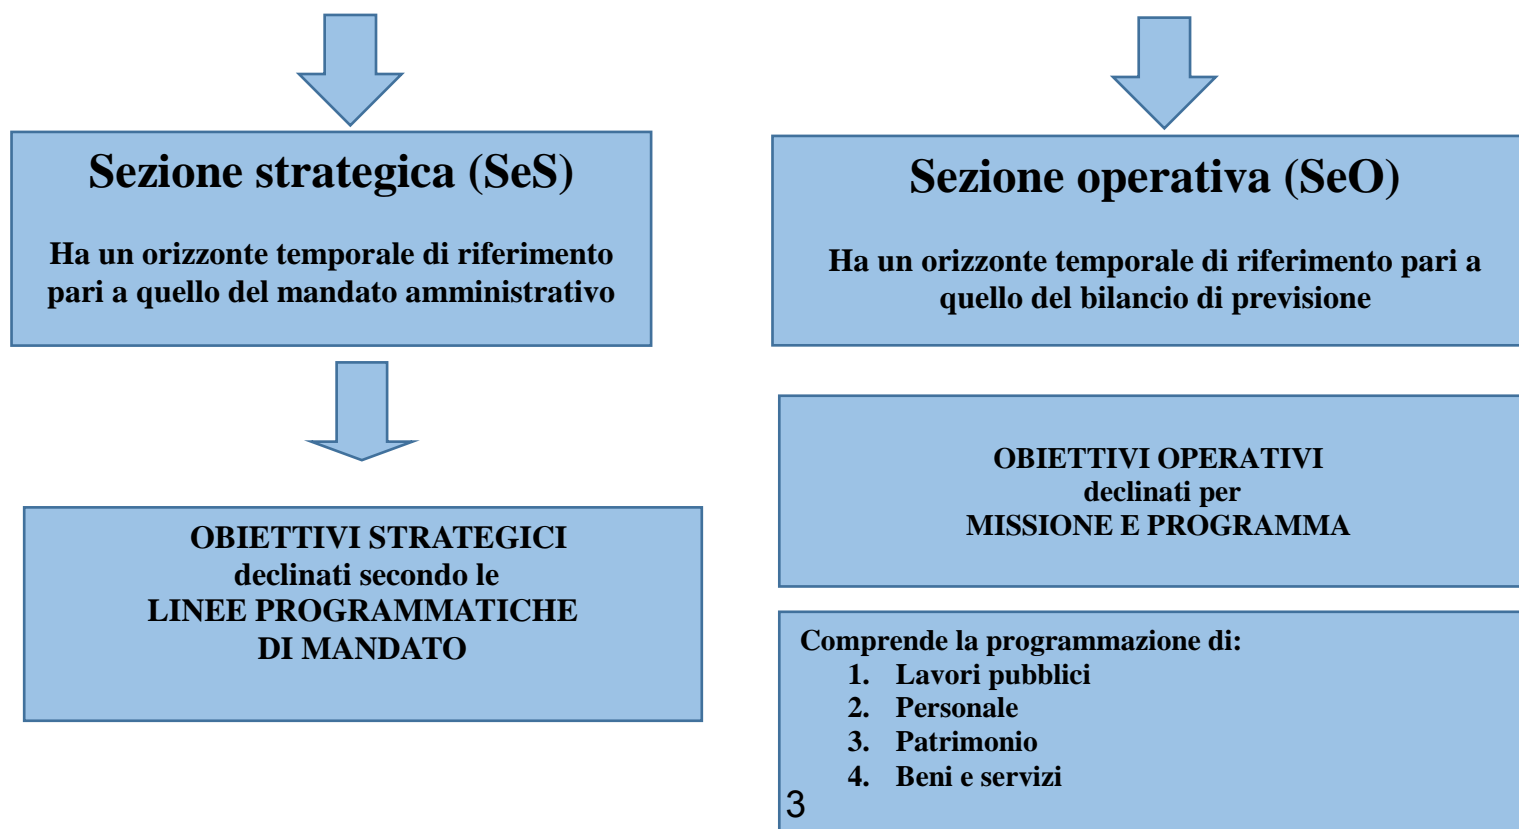 Sezione strategica (SeS)
Ha un orizzonte temporale di riferimento
pari a quello del mandato amministrativo
OBIETTIVI STRATEGICI
declinati secondo le
LINEE PROGRAMMATICHE
DI MANDATO
Sezione operativa (SeO)
Ha un orizzonte temporale di riferimento pari a
quello del bilancio di previsione
OBIETTIVI OPERATIVI
declinati per
MISSIONE E PROGRAMMA
Comprende la programmazione di:
1. Lavori pubblici
2. Personale
3. Patrimonio
4. Beni e servizi
3